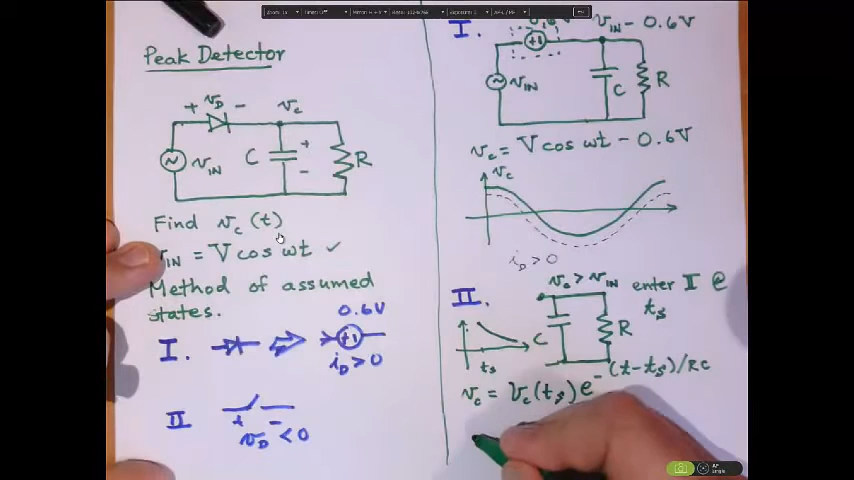 Peak Detector
+ v_D -
v_c
v_IN
C
+
-
R
Find v_c (t)
v_IN = V cos wt ✓
Method of assumed
states.
I.
0.6V
+ -
i_D > 0
II
+ -
v_D < 0
I.
v_IN - 0.6V
+ -
v_IN
C
R
v_c = V cos wt - 0.6V
v_c
i_D > 0
II.
v_c > v_IN
enter I @
t_s
C
R
t_s
v_c = v_c(t_s) e^-(t-t_s)/RC